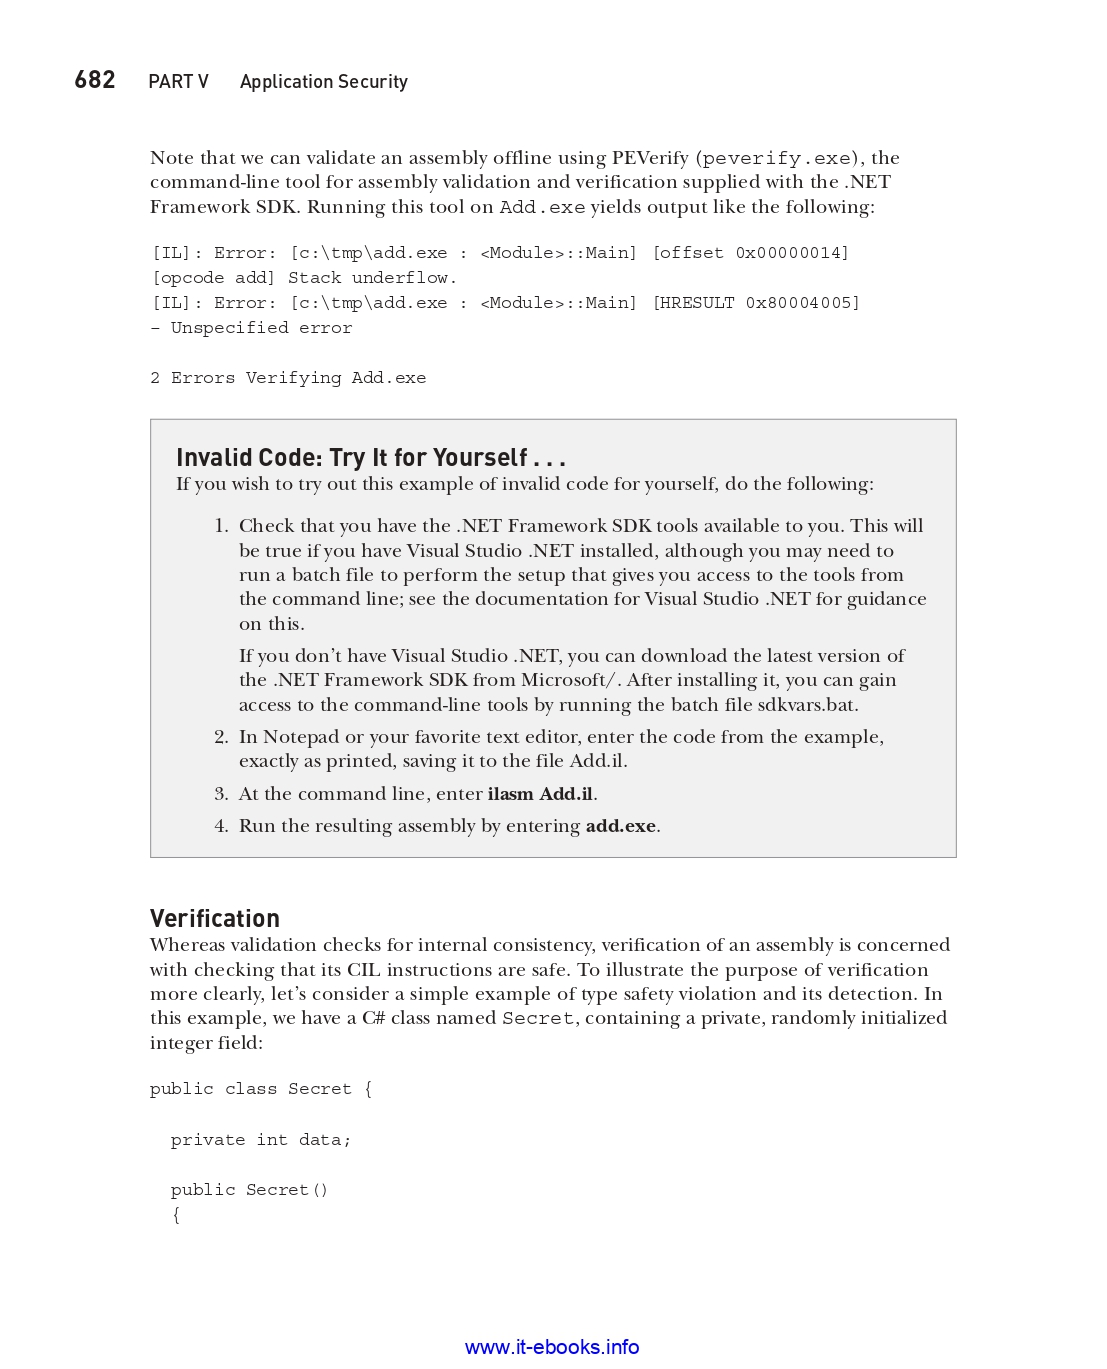 682 PART V Application Security
Note that we can validate an assembly offline using PEVerify (peverify.exe), the
command-line tool for assembly validation and verification supplied with the .NET
Framework SDK. Running this tool on Add.exe yields output like the following:
[IL]: Error: [c:\tmp\add.exe : <Module>::Main] [offset 0x00000014]
[opcode add] Stack underflow.
[IL]: Error: [c:\tmp\add.exe : <Module>::Main] [HRESULT 0x80004005]
– Unspecified error
2 Errors Verifying Add.exe
Invalid Code: Try It for Yourself . . .
If you wish to try out this example of invalid code for yourself, do the following:
1. Check that you have the .NET Framework SDK tools available to you. This will
be true if you have Visual Studio .NET installed, although you may need to
run a batch file to perform the setup that gives you access to the tools from
the command line; see the documentation for Visual Studio .NET for guidance
on this.
If you don’t have Visual Studio .NET, you can download the latest version of
the .NET Framework SDK from Microsoft/. After installing it, you can gain
access to the command-line tools by running the batch file sdkvars.bat.
2. In Notepad or your favorite text editor, enter the code from the example,
exactly as printed, saving it to the file Add.il.
3. At the command line, enter ilasm Add.il.
4. Run the resulting assembly by entering add.exe.
Verification
Whereas validation checks for internal consistency, verification of an assembly is concerned
with checking that its CIL instructions are safe. To illustrate the purpose of verification
more clearly, let’s consider a simple example of type safety violation and its detection. In
this example, we have a C# class named Secret, containing a private, randomly initialized
integer field:
public class Secret {
private int data;
public Secret()
{
www.it-ebooks.info